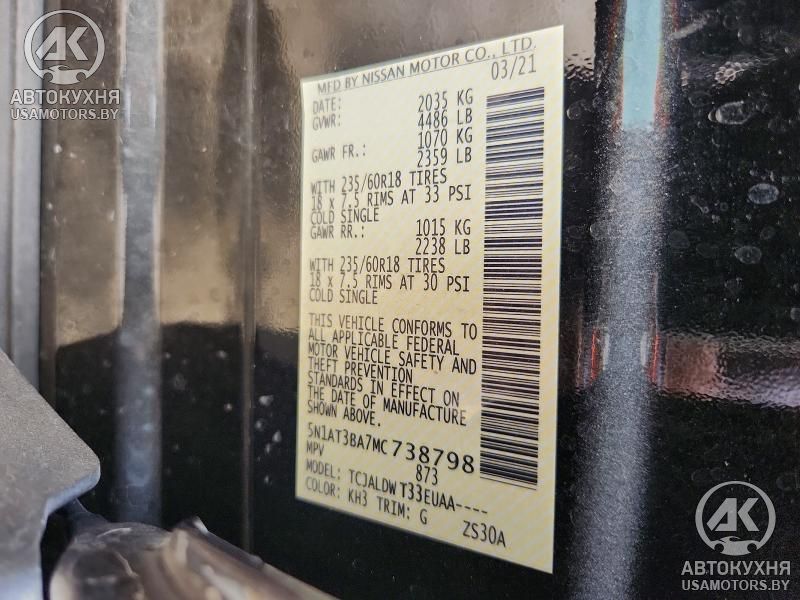 АК
АВТОКУХНЯ
USAMOTORS.BY
MFD BY NISSAN MOTOR CO., LTD.
DATE: 03/21
GVWR: 2035 KG
4486 LB
GAWR FR.: 1070 KG
2359 LB
WITH 235/60R18 TIRES
18 x 7.5 RIMS AT 33 PSI
COLD SINGLE
GAWR RR.: 1015 KG
2238 LB
WITH 235/60R18 TIRES
18 x 7.5 RIMS AT 30 PSI
COLD SINGLE
THIS VEHICLE CONFORMS TO
ALL APPLICABLE FEDERAL
MOTOR VEHICLE SAFETY AND
THEFT PREVENTION
STANDARDS IN EFFECT ON
THE DATE OF MANUFACTURE
SHOWN ABOVE.
5N1AT3BA7MC738798
MPV 873
MODEL: TCJALDWT33EUAA----
COLOR: KH3 TRIM: G ZS30A
АК
АВТОКУХНЯ
USAMOTORS.BY